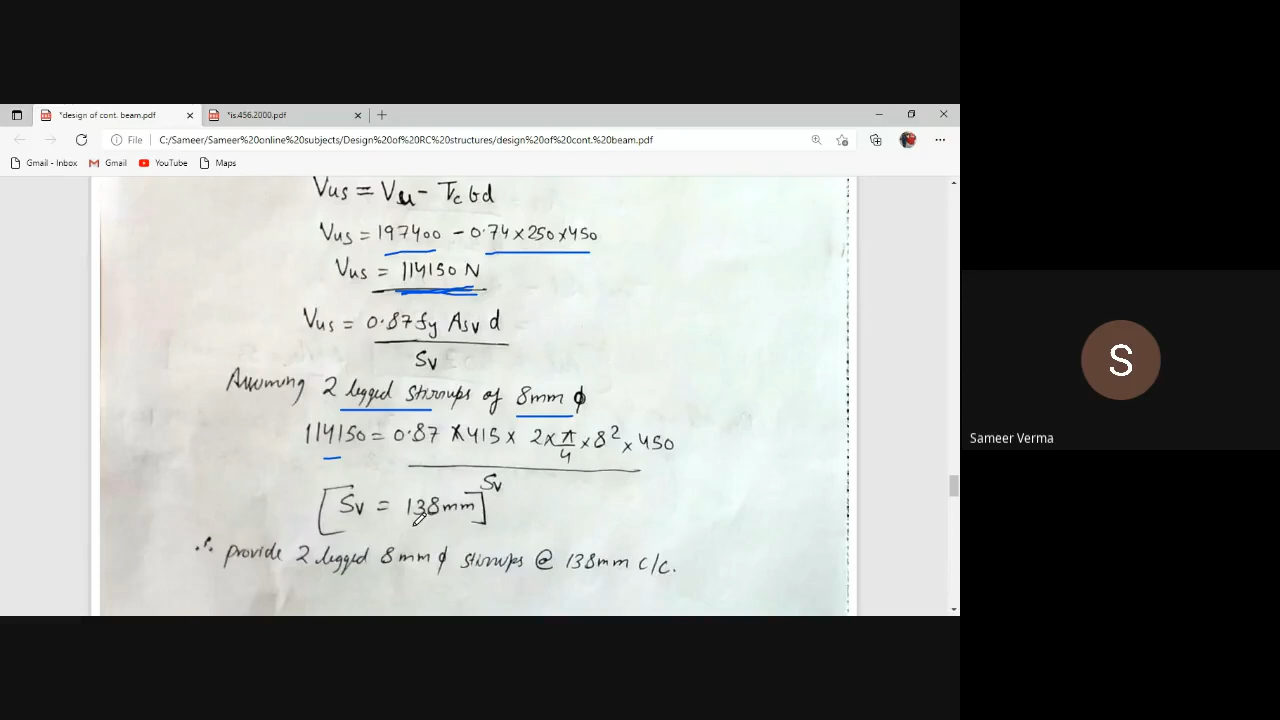 *design of cont. beam.pdf
*is.456.2000.pdf
File
C:/Sameer/Sameer%20online%20subjects/Design%20of%20RC%20structures/design%20of%20cont.%20beam.pdf
Gmail - Inbox
Gmail
YouTube
Maps
Vus = Vu - Tc bd
Vus = 197400 - 0.74×250×450
Vus = 114150 N
Vus = 0.87fy Asv d
Sv
Assuming 2 legged stirrups of 8mm ϕ
114150 = 0.87 × 415 × 2×π/4 × 8² × 450
Sv
[Sv = 138mm]
∴ provide 2 legged 8mm ϕ stirrups @ 138mm c/c.
S
Sameer Verma